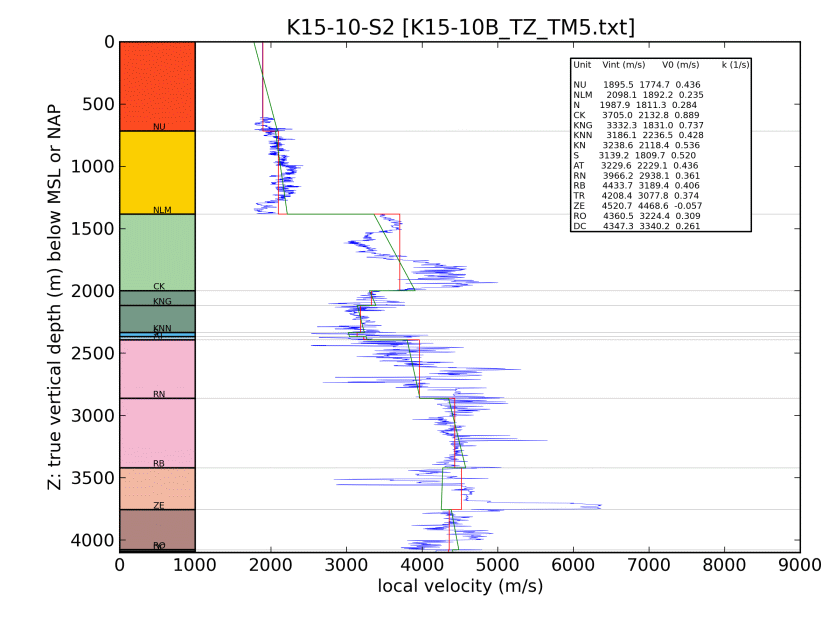 K15-10-S2 [K15-10B_TZ_TM5.txt]
Z: true vertical depth (m) below MSL or NAP
0
500
1000
1500
2000
2500
3000
3500
4000
NU
NLM
CK
KNG
KNN
RN
RB
ZE
RO
Unit Vint (m/s) V0 (m/s) k (1/s)
NU 1895.5 1774.7 0.436
NLM 2098.1 1892.2 0.235
N 1987.9 1811.3 0.284
CK 3705.0 2132.8 0.889
KNG 3332.3 1831.0 0.737
KNN 3186.1 2236.5 0.428
KN 3238.6 2118.4 0.536
S 3139.2 1809.7 0.520
AT 3229.6 2229.1 0.436
RN 3966.2 2938.1 0.361
RB 4433.7 3189.4 0.406
TR 4208.4 3077.8 0.374
ZE 4520.7 4468.6 -0.057
RO 4360.5 3224.4 0.309
DC 4347.3 3340.2 0.261
0 1000 2000 3000 4000 5000 6000 7000 8000 9000
local velocity (m/s)